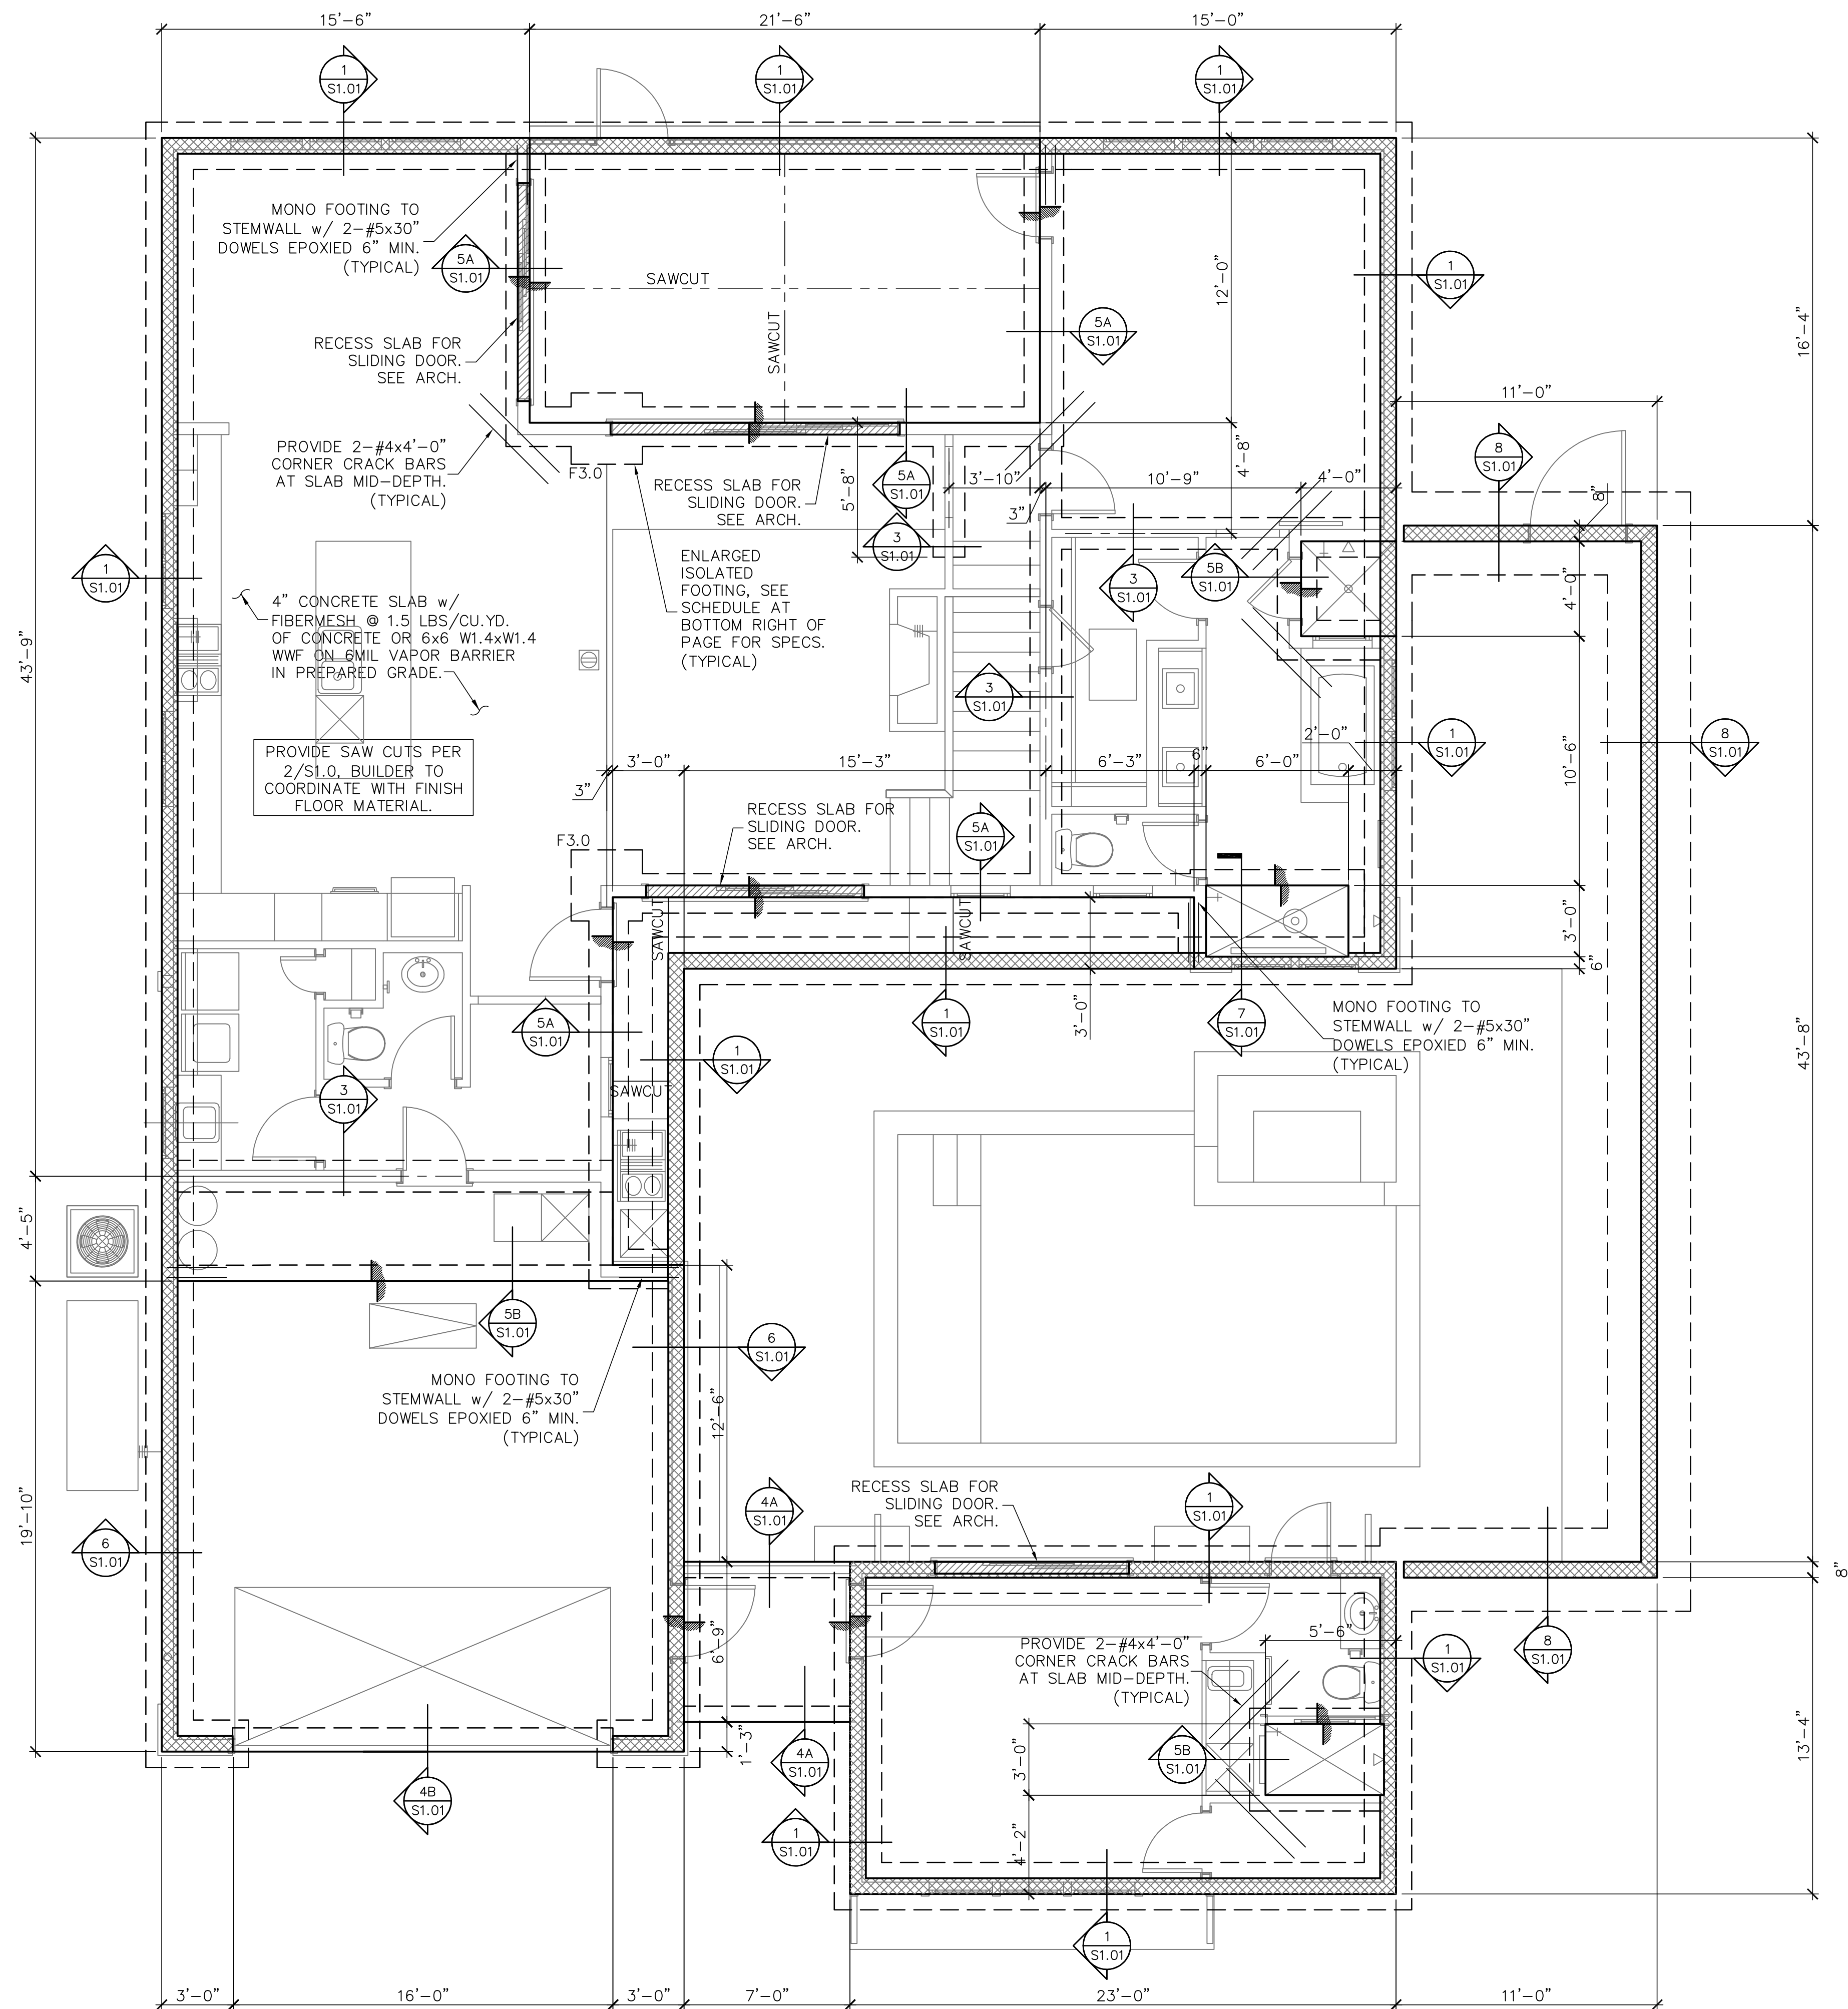 15'-6"
21'-6"
15'-0"
1
S1.01
1
S1.01
1
S1.01
MONO FOOTING TO
STEMWALL w/ 2-#5x30"
DOWELS EPOXIED 6" MIN.
(TYPICAL)
5A
S1.01
SAWCUT
SAWCUT
12'-0"
1
S1.01
16'-4"
5A
S1.01
RECESS SLAB FOR
SLIDING DOOR.
SEE ARCH.
11'-0"
PROVIDE 2-#4x4'-0"
CORNER CRACK BARS
AT SLAB MID-DEPTH.
(TYPICAL)
F3.0
RECESS SLAB FOR
SLIDING DOOR.
SEE ARCH.
5'-8"
5A
S1.01
3'-10"
3"
10'-9"
4'-8"
4'-0"
8
S1.01
8"
3
S1.01
43'-9"
1
S1.01
ENLARGED
ISOLATED
FOOTING, SEE
SCHEDULE AT
BOTTOM RIGHT OF
PAGE FOR SPECS.
(TYPICAL)
3
S1.01
5B
S1.01
4'-0"
4" CONCRETE SLAB w/
FIBERMESH @ 1.5 LBS/CU.YD.
OF CONCRETE OR 6x6 W1.4xW1.4
WWF ON 6MIL VAPOR BARRIER
IN PREPARED GRADE.
3
S1.01
PROVIDE SAW CUTS PER
2/S1.0, BUILDER TO
COORDINATE WITH FINISH
FLOOR MATERIAL.
3'-0"
3"
15'-3"
6'-3"
6"
6'-0"
2'-0"
1
S1.01
10'-6"
8
S1.01
RECESS SLAB FOR
SLIDING DOOR.
SEE ARCH.
F3.0
5A
S1.01
SAWCUT
SAWCUT
3'-0"
6"
5A
S1.01
1
S1.01
3'-0"
7
S1.01
MONO FOOTING TO
STEMWALL w/ 2-#5x30"
DOWELS EPOXIED 6" MIN.
(TYPICAL)
43'-8"
1
S1.01
3
S1.01
SAWCUT
4'-5"
5B
S1.01
6
S1.01
MONO FOOTING TO
STEMWALL w/ 2-#5x30"
DOWELS EPOXIED 6" MIN.
(TYPICAL)
12'-6"
19'-10"
6
S1.01
4A
S1.01
RECESS SLAB FOR
SLIDING DOOR.
SEE ARCH.
1
S1.01
8"
6'-9"
PROVIDE 2-#4x4'-0"
CORNER CRACK BARS
AT SLAB MID-DEPTH.
(TYPICAL)
5'-6"
1
S1.01
8
S1.01
1'-3"
4A
S1.01
3'-0"
5B
S1.01
13'-4"
4B
S1.01
1
S1.01
4'-2"
1
S1.01
3'-0"
16'-0"
3'-0"
7'-0"
23'-0"
11'-0"